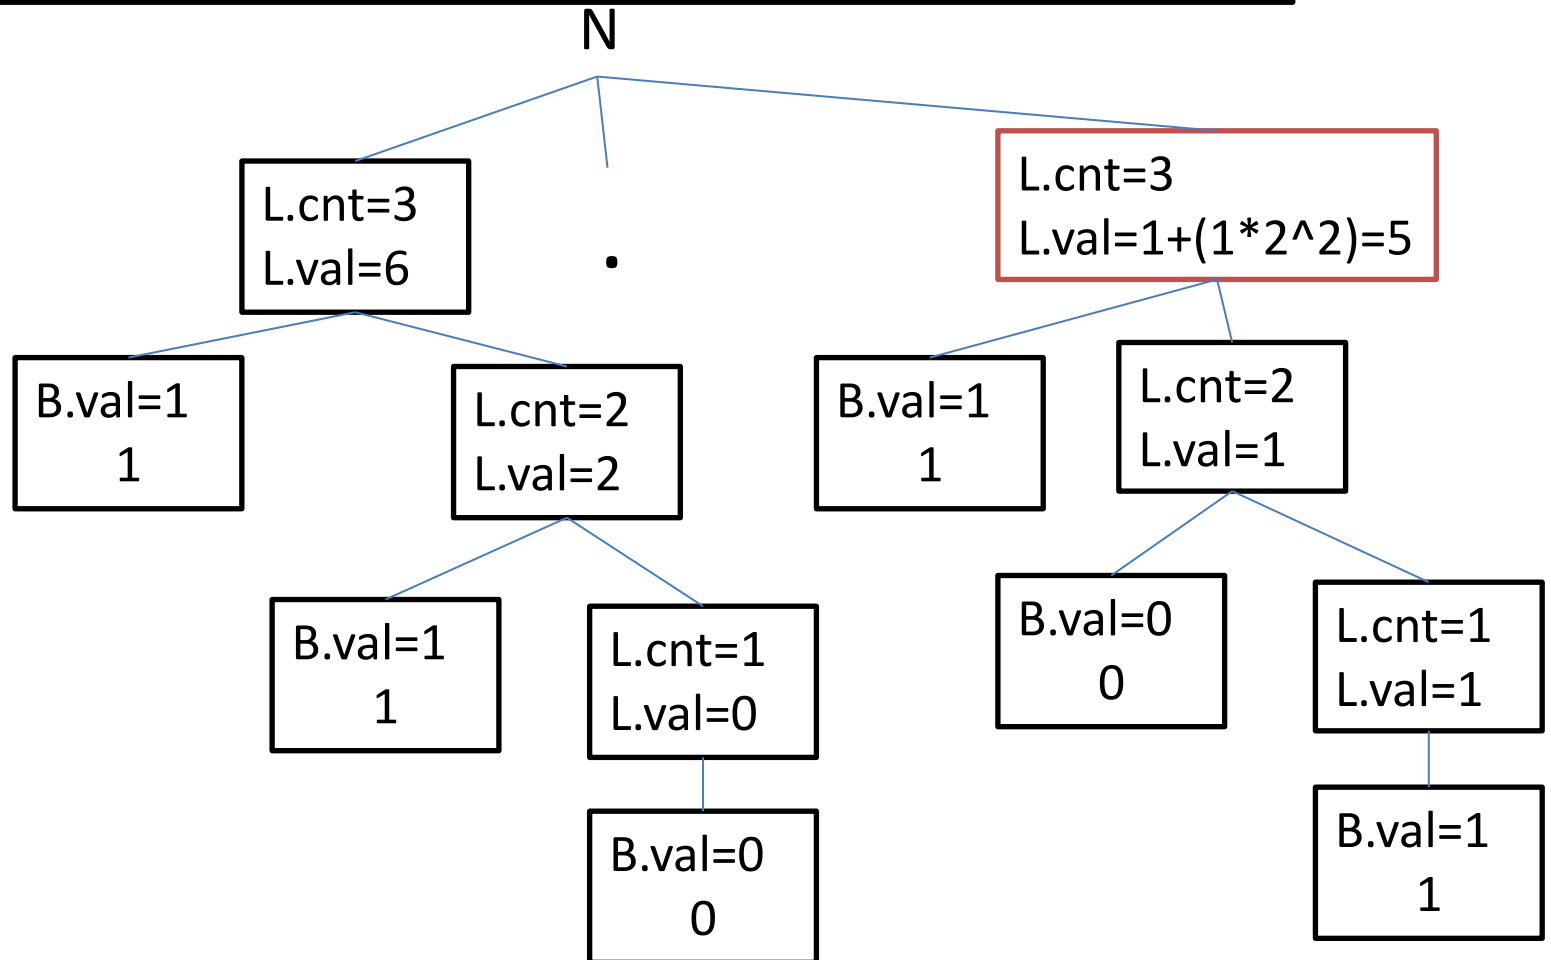 N
L.cnt=3
L.val=6
.
L.cnt=3
L.val=1+(1*2^2)=5
B.val=1
1
L.cnt=2
L.val=2
B.val=1
1
L.cnt=2
L.val=1
B.val=1
1
L.cnt=1
L.val=0
B.val=0
0
L.cnt=1
L.val=1
B.val=0
0
B.val=1
1